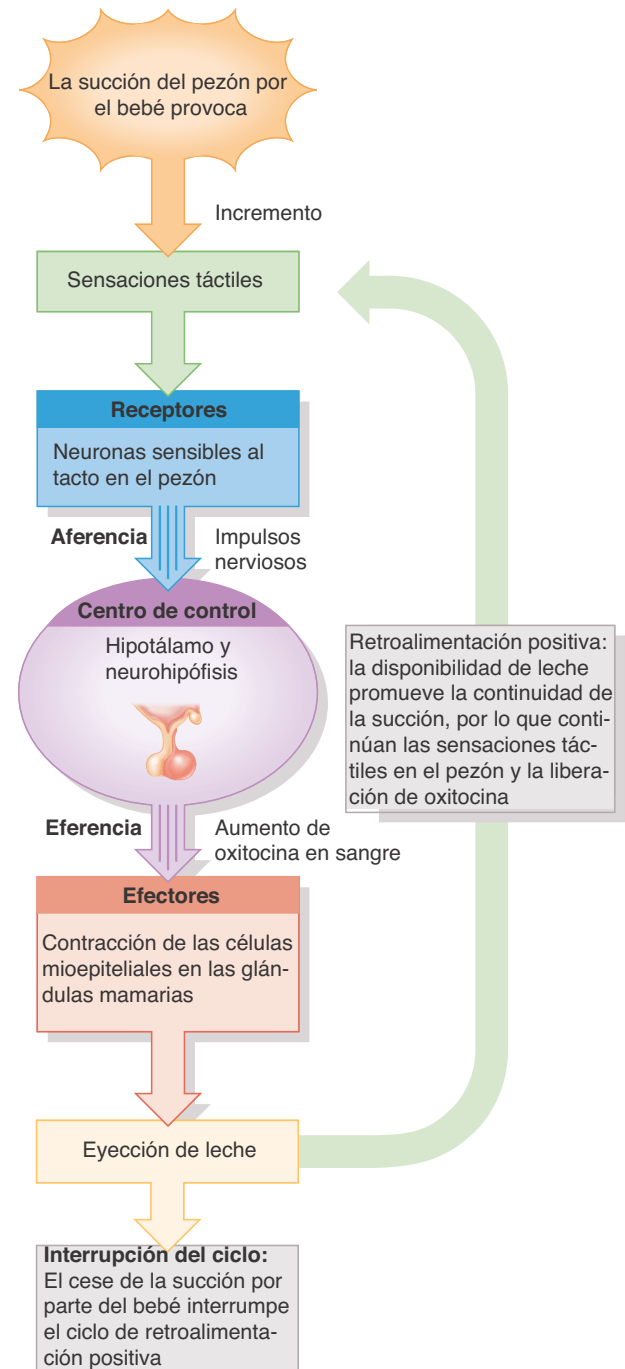 La succión del pezón por
el bebé provoca
Incremento
Sensaciones táctiles
Receptores
Neuronas sensibles al
tacto en el pezón
Aferencia
Impulsos
nerviosos
Centro de control
Hipotálamo y
neurohipófisis
Retroalimentación positiva:
la disponibilidad de leche
promueve la continuidad de
la succión, por lo que conti-
núan las sensaciones tác-
tiles en el pezón y la libera-
ción de oxitocina
Eferencia
Aumento de
oxitocina en sangre
Efectores
Contracción de las células
mioepiteliales en las glán-
dulas mamarias
Eyección de leche
Interrupción del ciclo:
El cese de la succión por
parte del bebé interrumpe
el ciclo de retroalimenta-
ción positiva